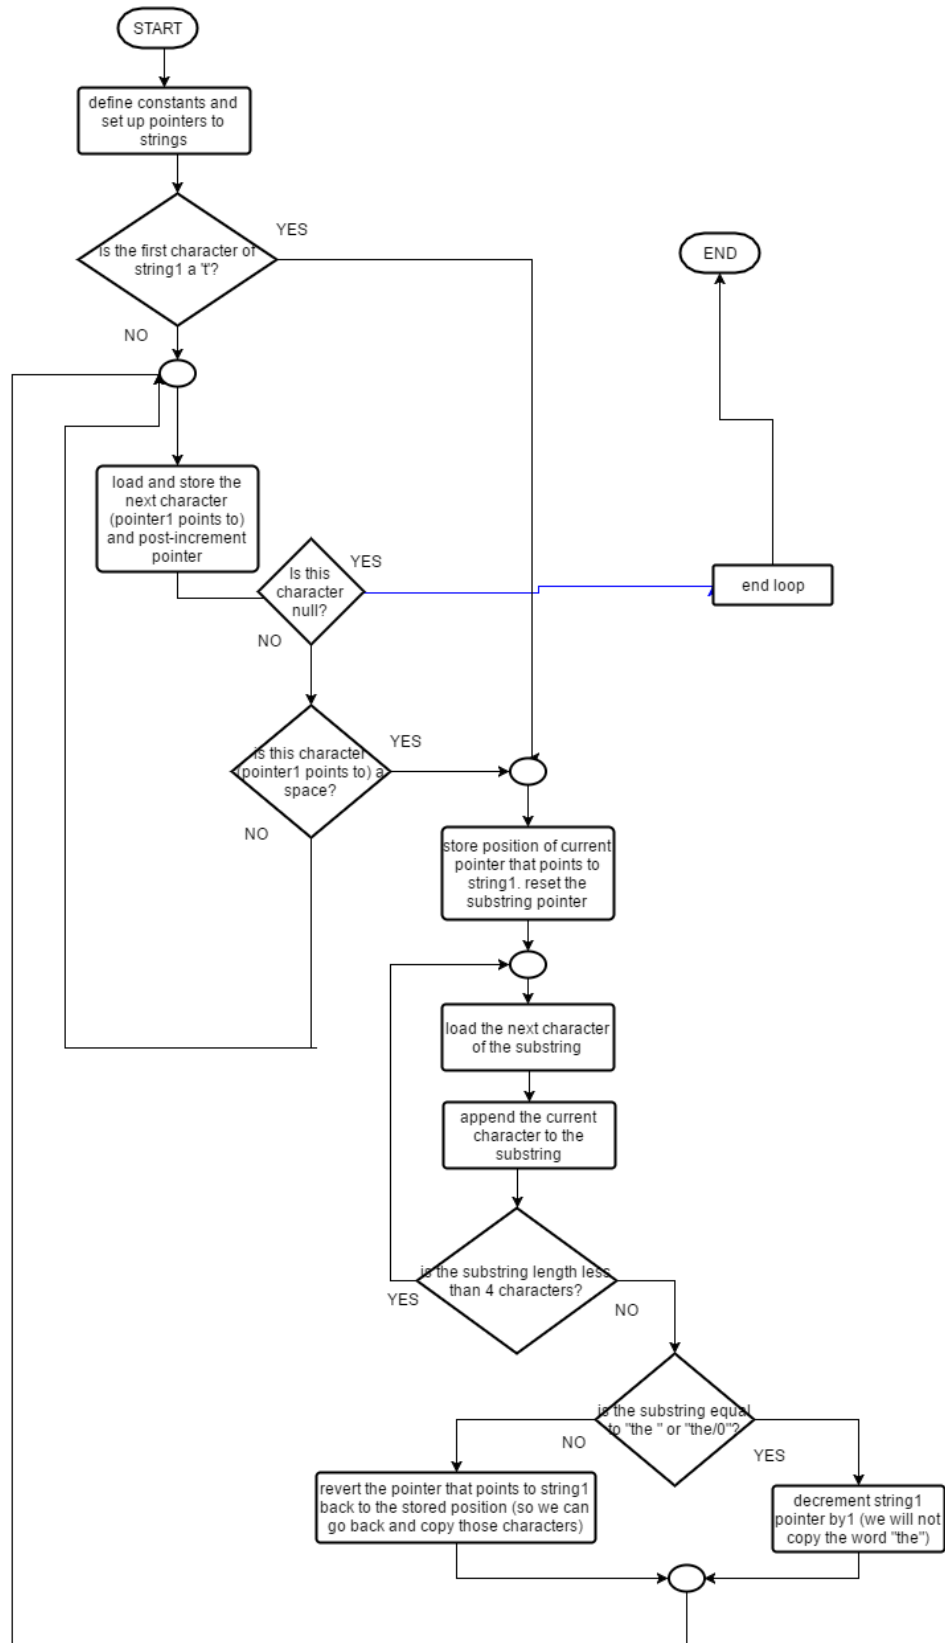 START
define constants and
set up pointers to
strings
is the first character of
string1 a 't'?
YES
NO
END
load and store the
next character
(pointer1 points to)
and post-increment
pointer
Is this
character
null?
YES
NO
end loop
is this character
(pointer1 points to) a
space?
YES
NO
store position of current
pointer that points to
string1. reset the
substring pointer
load the next character
of the substring
append the current
character to the
substring
is the substring length less
than 4 characters?
YES
NO
is the substring equal
to "the " or "the/0"?
NO
YES
revert the pointer that points to string1
back to the stored position (so we can
go back and copy those characters)
decrement string1
pointer by1 (we will not
copy the word "the")